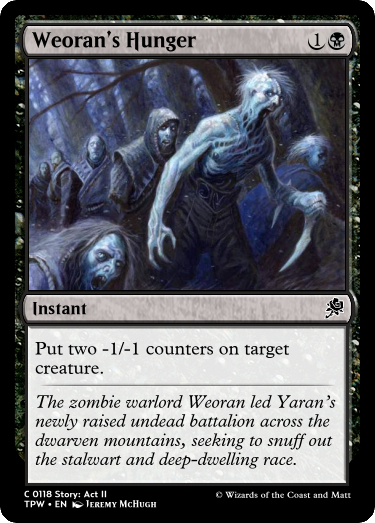 Weoran's Hunger 1
Instant
Put two -1/-1 counters on target
creature.
The zombie warlord Weoran led Yaran's
newly raised undead battalion across the
dwarven mountains, seeking to snuff out
the stalwart and deep-dwelling race.
C 0118 Story: Act II
TPW • EN Jeremy McHugh
© Wizards of the Coast and Matt